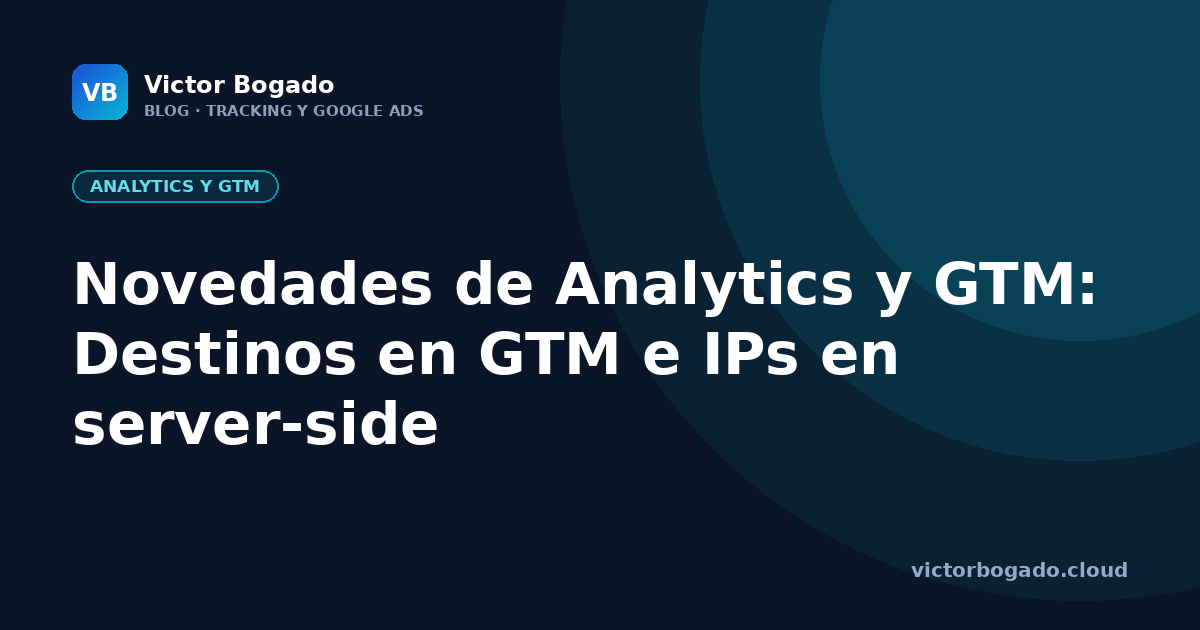 VB
Victor Bogado
BLOG · TRACKING Y GOOGLE ADS
ANALYTICS Y GTM
Novedades de Analytics y GTM:
Destinos en GTM e IPs en
server-side
victorbogado.cloud